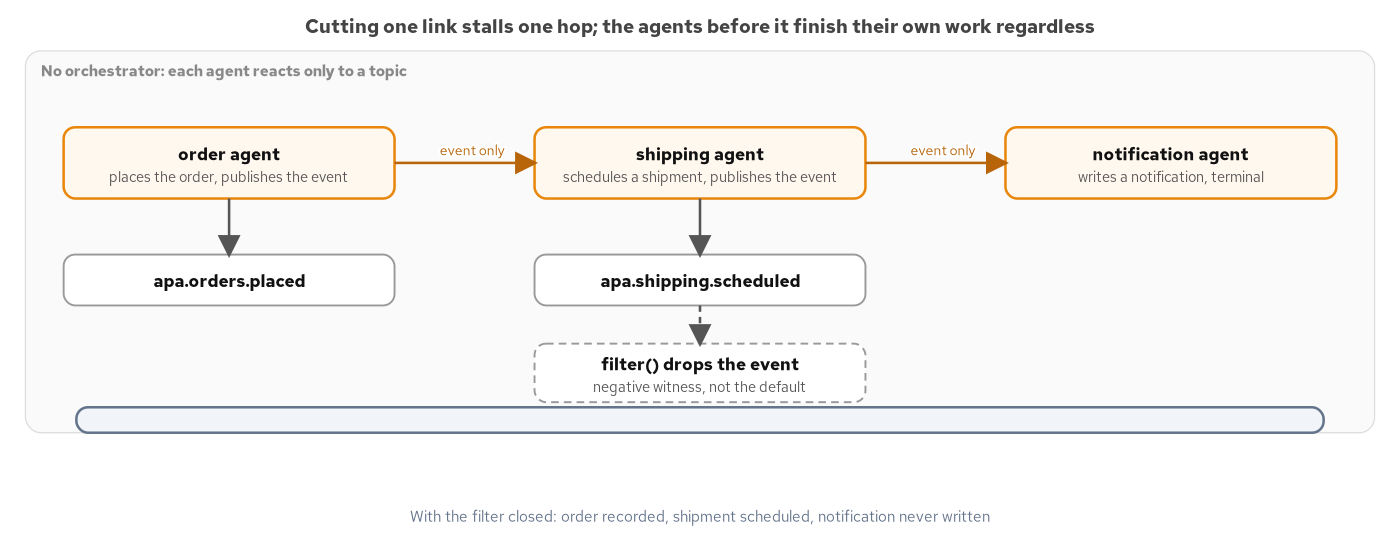 Cutting one link stalls one hop; the agents before it finish their own work regardless
No orchestrator: each agent reacts only to a topic
order agent
places the order, publishes the event
event only
shipping agent
schedules a shipment, publishes the event
event only
notification agent
writes a notification, terminal
apa.orders.placed
apa.shipping.scheduled
filter() drops the event
negative witness, not the default
With the filter closed: order recorded, shipment scheduled, notification never written